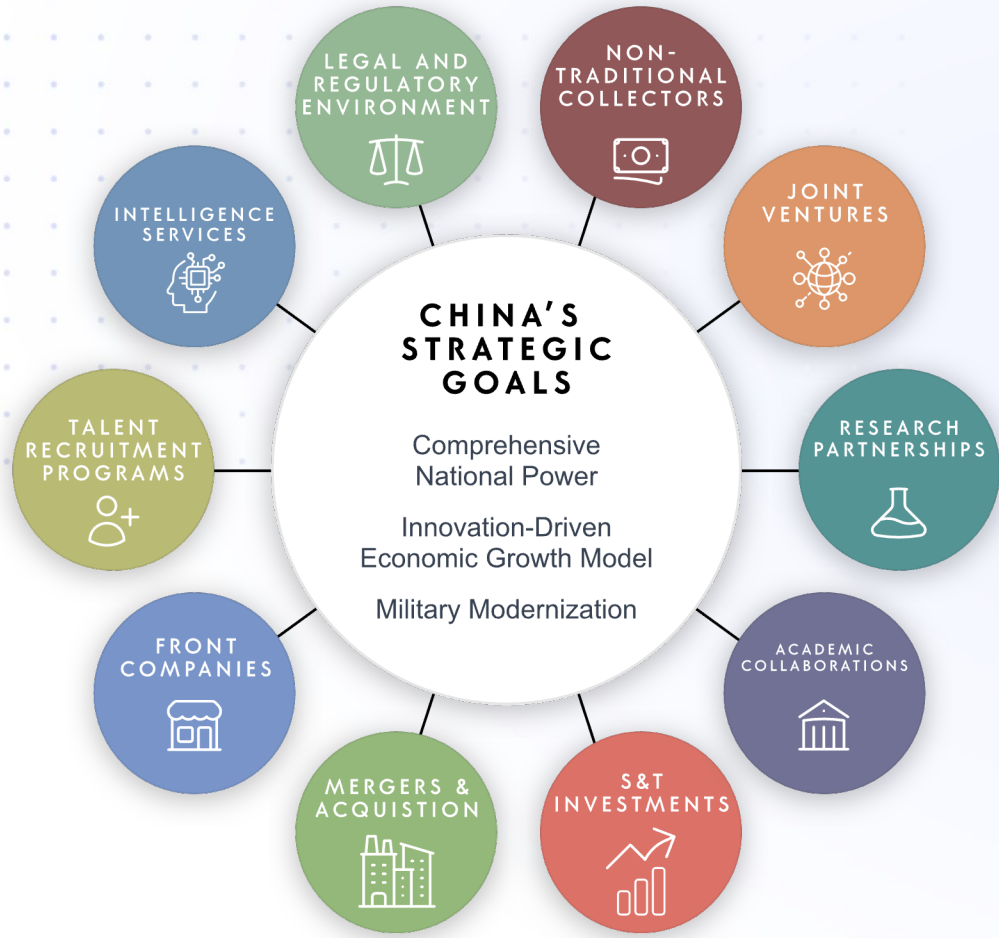 CHINA'S
STRATEGIC
GOALS
Comprehensive
National Power
Innovation-Driven
Economic Growth Model
Military Modernization
LEGAL AND
REGULATORY
ENVIRONMENT
NON-
TRADITIONAL
COLLECTORS
JOINT
VENTURES
RESEARCH
PARTNERSHIPS
ACADEMIC
COLLABORATIONS
S&T
INVESTMENTS
MERGERS &
ACQUISTION
FRONT
COMPANIES
TALENT
RECRUITMENT
PROGRAMS
INTELLIGENCE
SERVICES